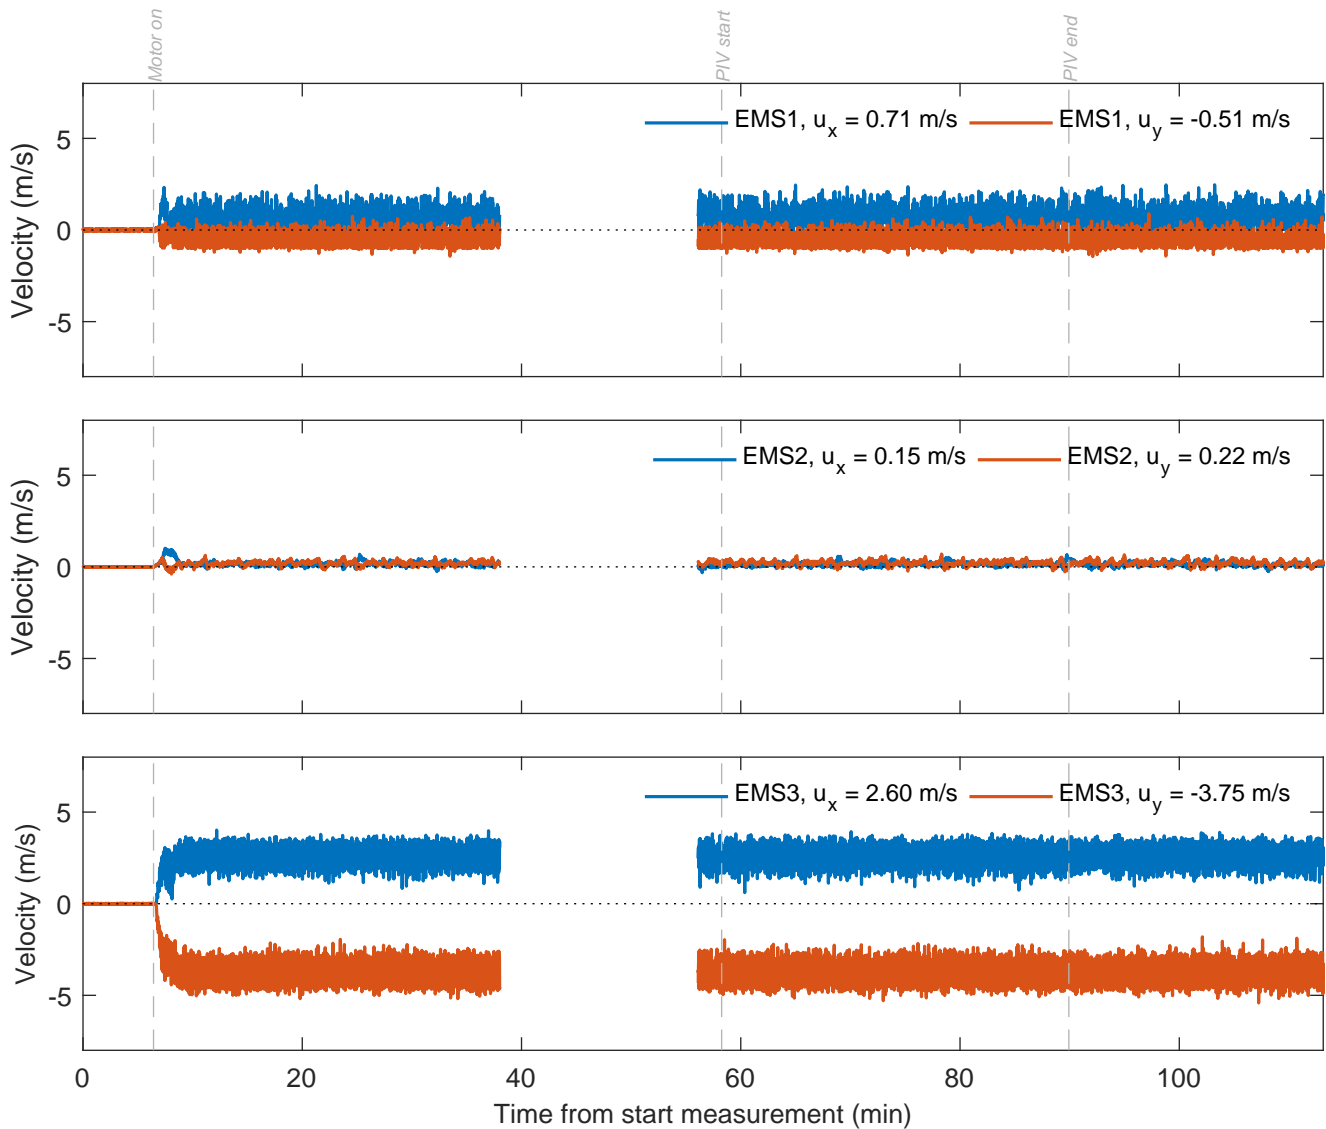 Motor on
PIV start
PIV end
EMS1, u_x = 0.71 m/s
EMS1, u_y = -0.51 m/s
5
0
-5
Velocity (m/s)
EMS2, u_x = 0.15 m/s
EMS2, u_y = 0.22 m/s
5
0
-5
Velocity (m/s)
EMS3, u_x = 2.60 m/s
EMS3, u_y = -3.75 m/s
5
0
-5
Velocity (m/s)
0 20 40 60 80 100
Time from start measurement (min)